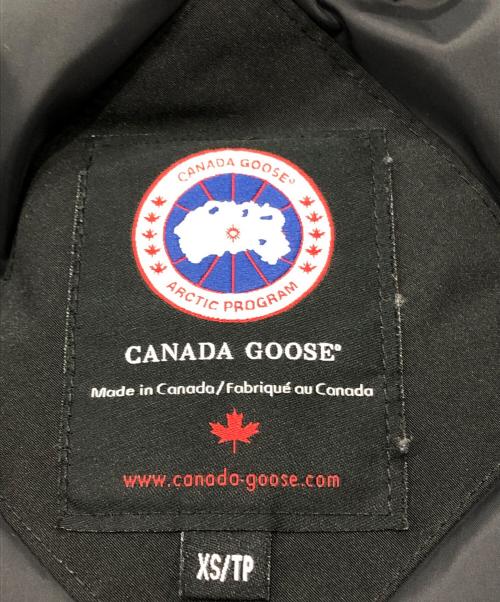 CANADA GOOSE®
ARCTIC PROGRAM
CANADA GOOSE®
Made in Canada/Fabriqué au Canada
www.canada-goose.com
XS/TP